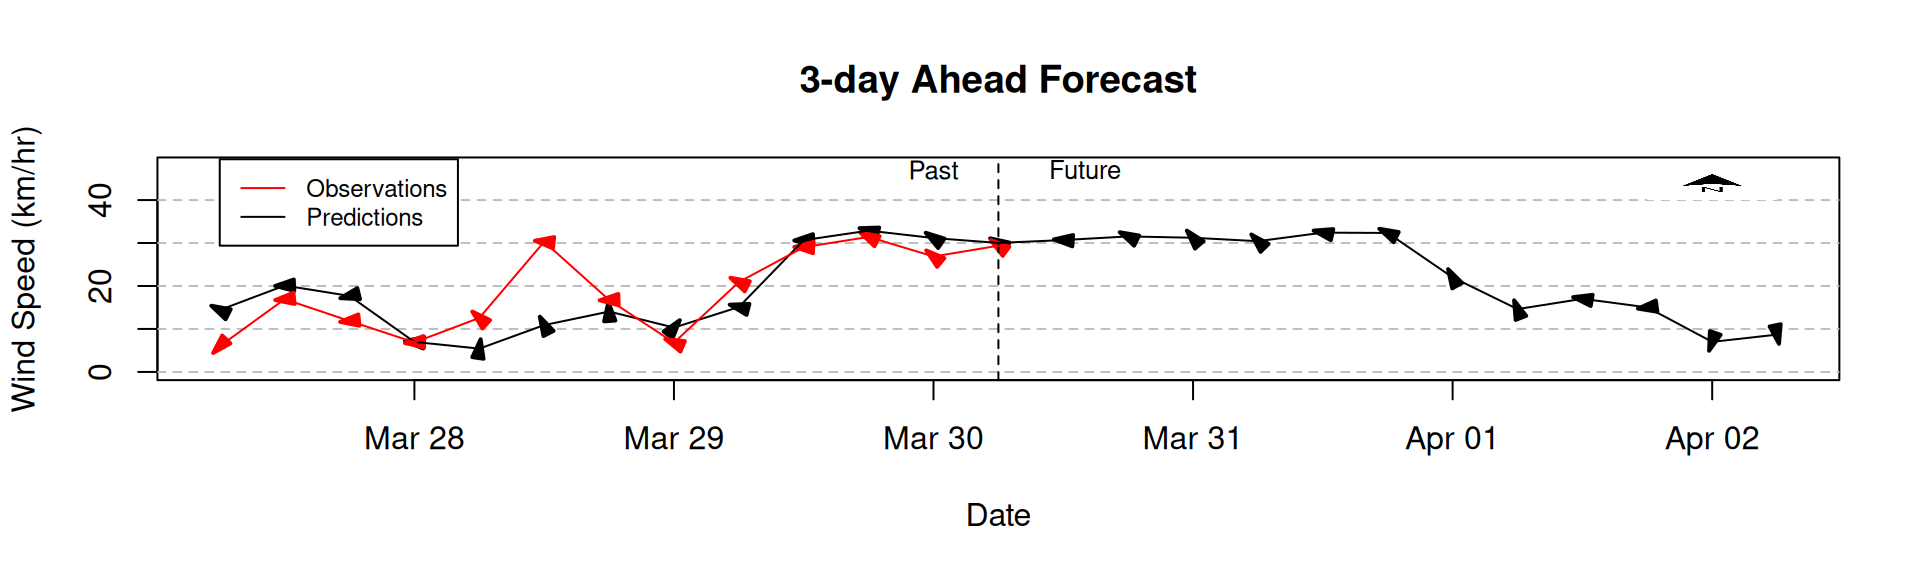 3-day Ahead Forecast
Wind Speed (km/hr)
Observations
Predictions
Past
Future
N
40
20
0
Mar 28
Mar 29
Mar 30
Mar 31
Apr 01
Apr 02
Date